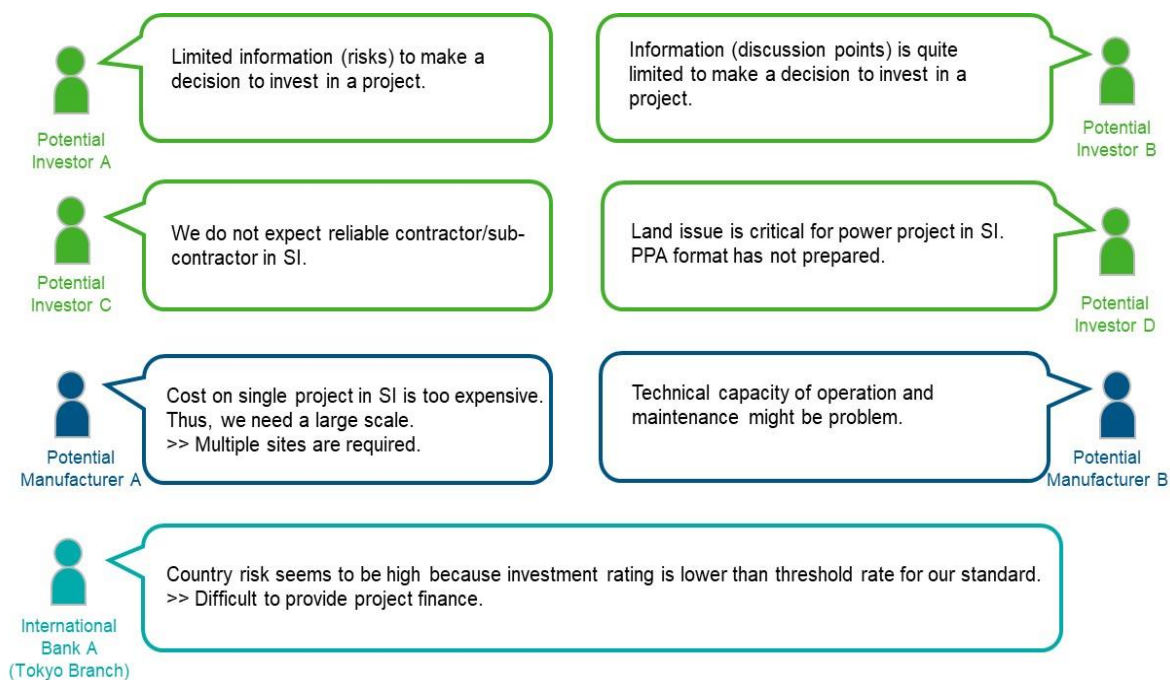 Limited information (risks) to make a
decision to invest in a project.
Potential
Investor A
Information (discussion points) is quite
limited to make a decision to invest in a
project.
Potential
Investor B
We do not expect reliable contractor/sub-
contractor in SI.
Potential
Investor C
Land issue is critical for power project in SI.
PPA format has not prepared.
Potential
Investor D
Cost on single project in SI is too expensive.
Thus, we need a large scale.
>> Multiple sites are required.
Potential
Manufacturer A
Technical capacity of operation and
maintenance might be problem.
Potential
Manufacturer B
Country risk seems to be high because investment rating is lower than threshold rate for our standard.
>> Difficult to provide project finance.
International
Bank A
(Tokyo Branch)